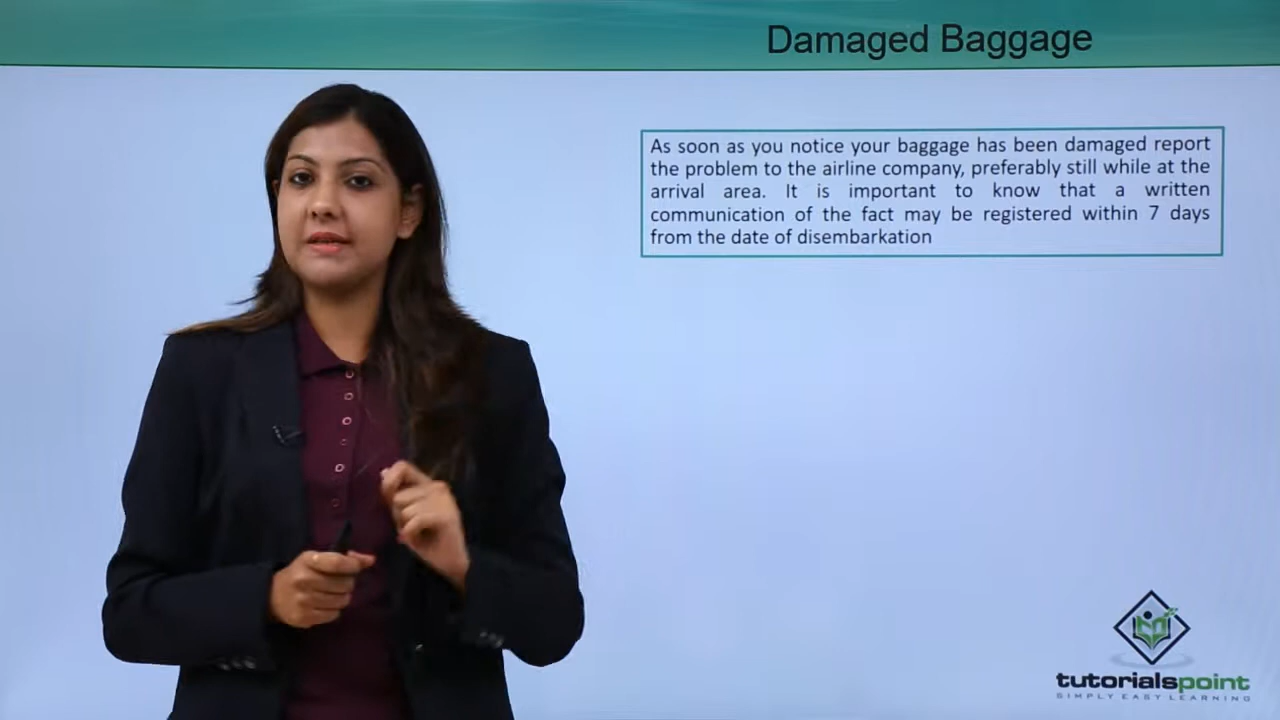 Damaged Baggage
As soon as you notice your baggage has been damaged report
the problem to the airline company, preferably still while at the
arrival area. It is important to know that a written
communication of the fact may be registered within 7 days
from the date of disembarkation
tutorialspoint
SIMPLY EASY LEARNING